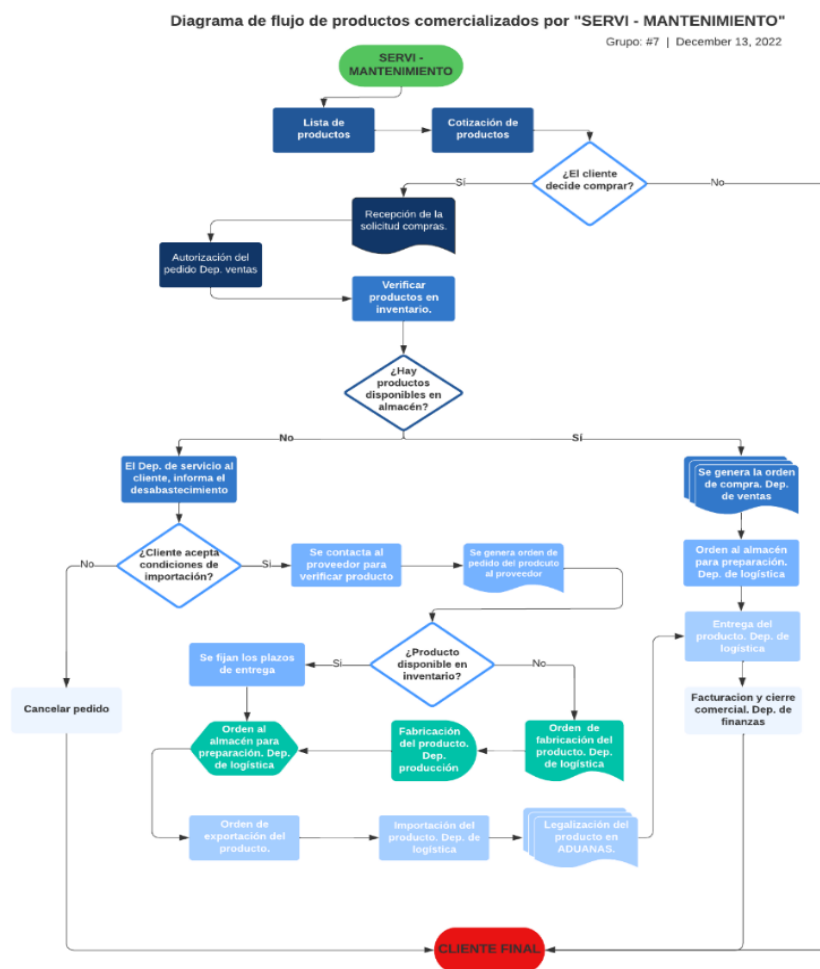 Diagrama de flujo de productos comercializados por "SERVI - MANTENIMIENTO"
Grupo: #7 | December 13, 2022
SERVI -
MANTENIMIENTO
Lista de
productos
Cotización de
productos
¿El cliente
decide comprar?
Sí
No
Recepción de la
solicitud compras.
Autorización del
pedido Dep. ventas
Verificar
productos en
inventario.
¿Hay
productos
disponibles en
almacén?
No
Sí
El Dep. de servicio al
cliente, informa el
desabastecimiento
Se genera la orden
de compra. Dep.
de ventas
¿Cliente acepta
condiciones de
importación?
No
Si
Se contacta al
proveedor para
verificar producto
Se genera orden de
pedido del prodcuto
al proveedor
Orden al almacén
para preparación.
Dep. de logística
Entrega del
producto. Dep. de
logística
¿Producto
disponible en
inventario?
Si
No
Se fijan los plazos
de entrega
Cancelar pedido
Facturacion y cierre
comercial. Dep. de
finanzas
Orden al
almacén para
preparación. Dep.
de logística
Fabricación
del producto.
Dep.
producción
Orden de
fabricación del
producto. Dep.
de logística
Orden de
exportación del
producto.
Importación del
producto. Dep. de
logística
Legalización del
producto en
ADUANAS.
CLIENTE FINAL